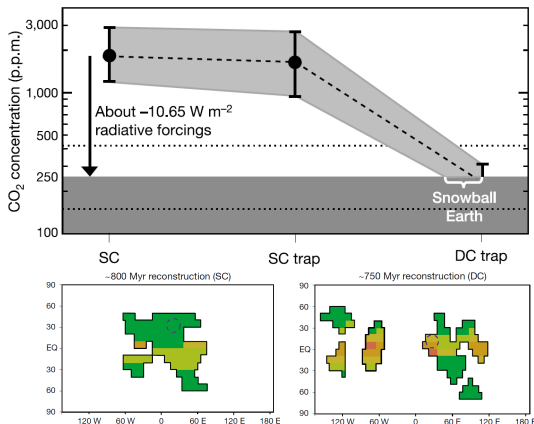 CO2 concentration (p.p.m.)
3,000
1,000
500
250
100
About –10.65 W m–2
radiative forcings
Snowball
Earth
SC
SC trap
DC trap
~800 Myr reconstruction (SC)
90
60
30
EQ
30
60
90
120 W 60 W 0 60 E 120 E 180 E
~750 Myr reconstruction (DC)
90
60
30
EQ
30
60
90
120 W 60 W 0 60 E 120 E 180 E